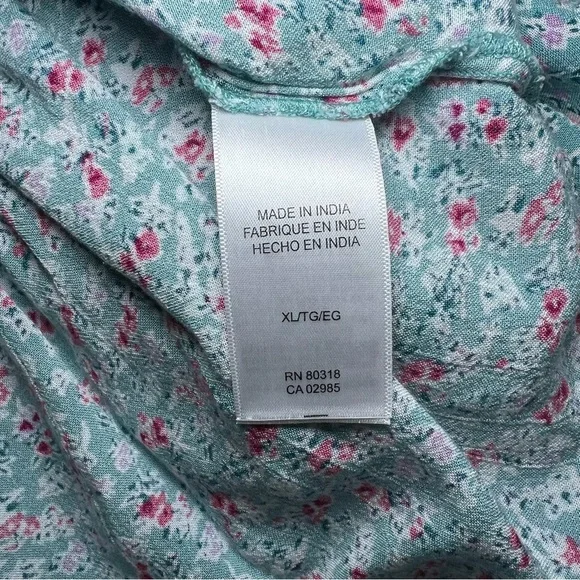 MADE IN INDIA
FABRIQUE EN INDE
HECHO EN INDIA
XL/TG/EG
RN 80318
CA 02985